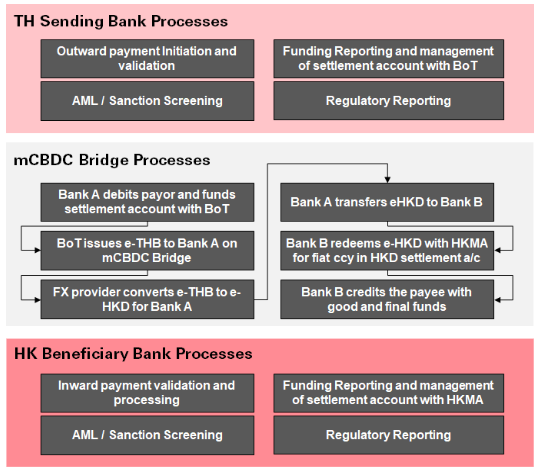 TH Sending Bank Processes
Outward payment Initiation and
validation
Funding Reporting and management
of settlement account with BoT
AML / Sanction Screening
Regulatory Reporting
mCBDC Bridge Processes
Bank A debits payor and funds
settlement account with BoT
BoT issues e-THB to Bank A on
mCBDC Bridge
FX provider converts e-THB to e-
HKD for Bank A
Bank A transfers eHKD to Bank B
Bank B redeems e-HKD with HKMA
for fiat ccy in HKD settlement a/c
Bank B credits the payee with
good and final funds
HK Beneficiary Bank Processes
Inward payment validation and
processing
Funding Reporting and management
of settlement account with HKMA
AML / Sanction Screening
Regulatory Reporting